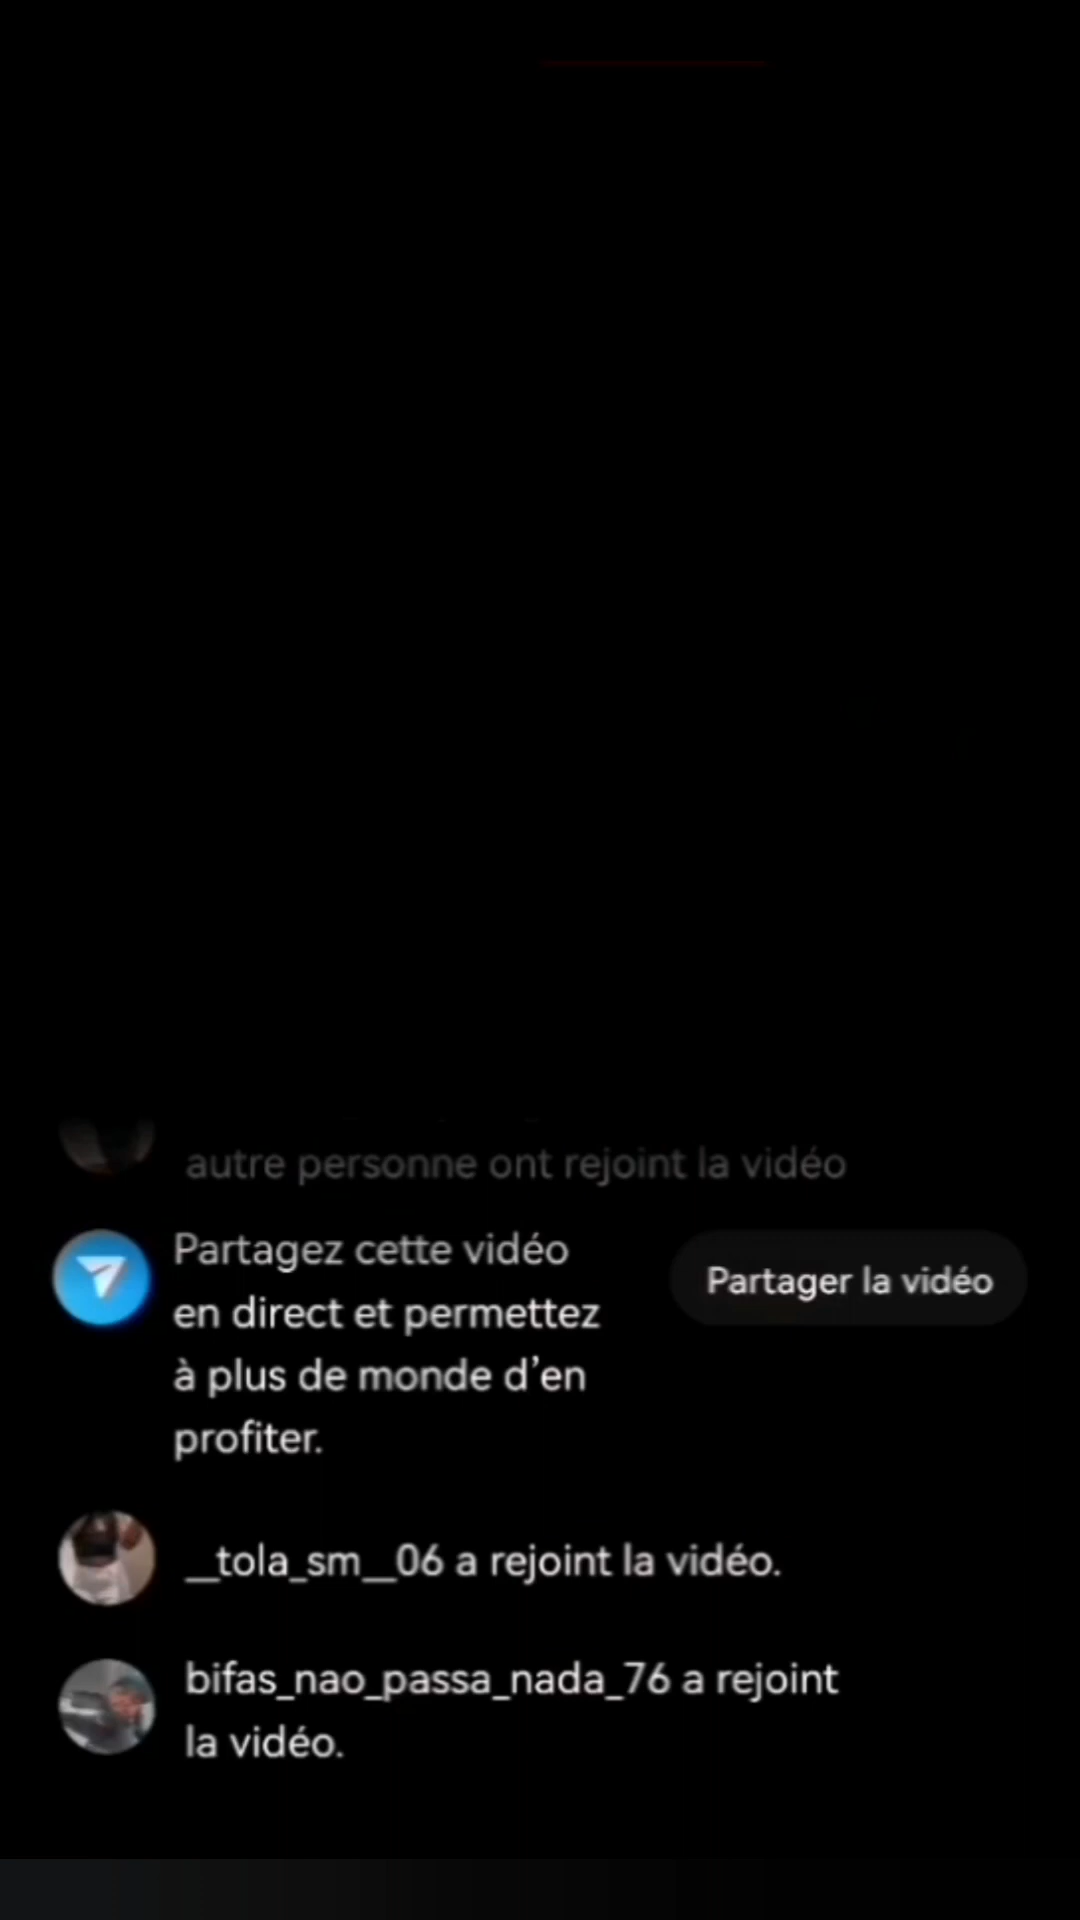 autre personne ont rejoint la vidéo
Partagez cette vidéo
en direct et permettez
à plus de monde d’en
profiter.
Partager la vidéo
__tola_sm__06 a rejoint la vidéo.
bifas_nao_passa_nada_76 a rejoint
la vidéo.